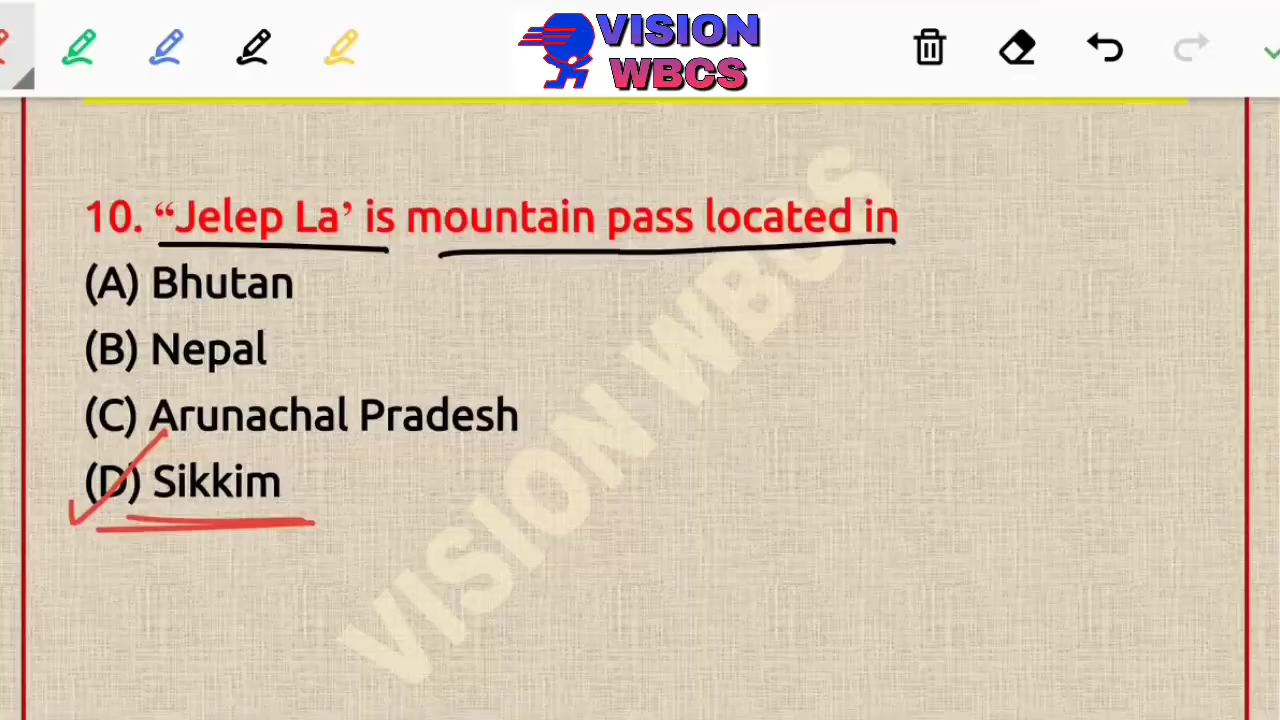 VISION
WBCS
10. “Jelep La’ is mountain pass located in
(A) Bhutan
(B) Nepal
(C) Arunachal Pradesh
(D) Sikkim
VISION WBCS